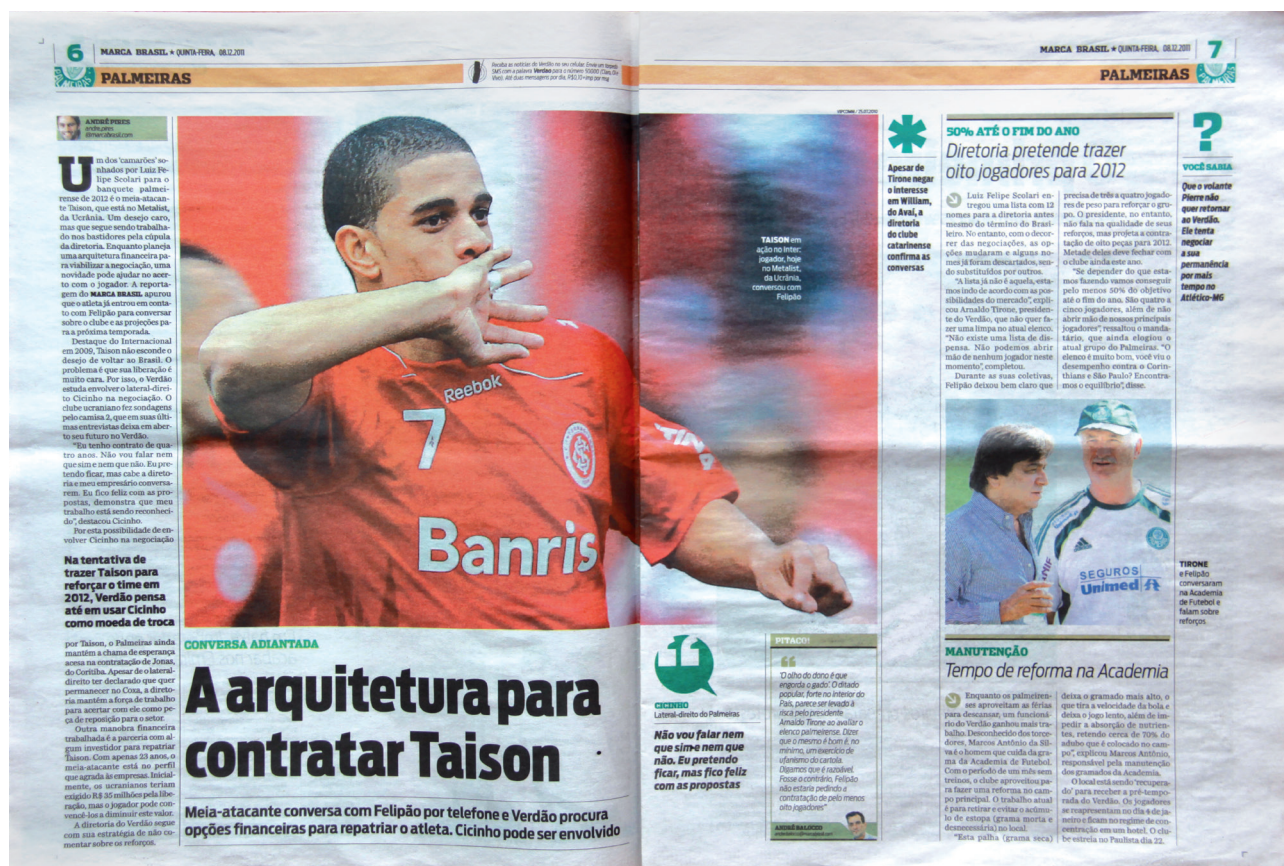 6
MARCA BRASIL ★ QUINTA-FEIRA, 08.12.2011
PALMEIRAS
Receba as notícias do Verdão no seu celular. Envie um torpedo
SMS com a palavra Verdao para o número 50000 (Claro, Oi e
Vivo). Até duas mensagens por dia. R$0,10+imp por msg
MARCA BRASIL ★ QUINTA-FEIRA, 08.12.2011
7
PALMEIRAS
ANDRÉ PIRES
andre.pires
@marcabrasil.com
Um dos 'camarões' so-
nhados por Luiz Fe-
lipe Scolari para o
banquete palmei-
rense de 2012 é o meia-atacan-
te Taison, que está no Metalist,
da Ucrânia. Um desejo caro,
mas que segue sendo trabalha-
do nos bastidores pela cúpula
da diretoria. Enquanto planeja
uma arquitetura financeira pa-
ra viabilizar a negociação, uma
novidade pode ajudar no acer-
to com o jogador. A reporta-
gem do MARCA BRASIL apurou
que o atleta já entrou em conta-
to com Felipão para conversar
sobre o clube e as projeções pa-
ra a próxima temporada.
Destaque do Internacional
em 2009, Taison não esconde o
desejo de voltar ao Brasil. O
problema é que sua liberação é
muito cara. Por isso, o Verdão
estuda envolver o lateral-direi-
to Cicinho na negociação. O
clube ucraniano fez sondagens
pelo camisa 2, que em suas últi-
mas entrevistas deixa em aber-
to seu futuro no Verdão.
"Eu tenho contrato de qua-
tro anos. Não vou falar nem
que sim e nem que não. Eu pre-
tendo ficar, mas cabe a direto-
ria e meu empresário conversa-
rem. Eu fico feliz com as pro-
postas, demonstra que meu
trabalho está sendo reconheci-
do", destacou Cicinho.
Por esta possibilidade de en-
volver Cicinho na negociação
Na tentativa de
trazer Taison para
reforçar o time em
2012, Verdão pensa
até em usar Cicinho
como moeda de troca
por Taison, o Palmeiras ainda
mantém a chama de esperança
acesa na contratação de Jonas,
do Coritiba. Apesar de o lateral-
direito ter declarado que quer
permanecer no Coxa, a direto-
ria mantém a força de trabalho
para acertar com ele como pe-
ça de reposição para o setor.
Outra manobra financeira
trabalhada é a parceria com al-
gum investidor para repatriar
Taison. Com apenas 23 anos, o
meia-atacante está no perfil
que agrada às empresas. Inicial-
mente, os ucranianos teriam
exigido R$ 35 milhões pela libe-
ração, mas o jogador pode con-
vencê-los a diminuir este valor.
A diretoria do Verdão segue
com sua estratégia de não co-
mentar sobre os reforços.
TAISON em
ação no Inter:
jogador, hoje
no Metalist,
da Ucrânia,
conversou com
Felipão
Reebok
7
Banris
CONVERSA ADIANTADA
A arquitetura para
contratar Taison
Meia-atacante conversa com Felipão por telefone e Verdão procura
opções financeiras para repatriar o atleta. Cicinho pode ser envolvido
CICINHO
Lateral-direito do Palmeiras
Não vou falar nem
que sim e nem que
não. Eu pretendo
ficar, mas fico feliz
com as propostas
PITACO!
'O olho do dono é que
engorda o gado'. O ditado
popular, forte no interior do
País, parece ser levado à
risca pelo presidente
Arnaldo Tirone ao avaliar o
elenco palmeirense. Dizer
que o mesmo é bom é, no
mínimo, um exercício de
ufanismo do cartola.
Digamos que é razoável.
Fosse o contrário, Felipão
não estaria pedindo a
contratação de pelo menos
oito jogadores"
Apesar de
Tirone negar
o interesse
em William,
do Avaí, a
diretoria
do clube
catarinense
confirma as
conversas
50% ATÉ O FIM DO ANO
Diretoria pretende trazer
oito jogadores para 2012
Luiz Felipe Scolari en-
tregou uma lista com 12
nomes para a diretoria antes
mesmo do término do Brasi-
leiro. No entanto, com o decor-
rer das negociações, as op-
ções mudaram e alguns no-
mes já foram descartados, sen-
do substituídos por outros.
"A lista já não é aquela, esta-
mos indo de acordo com as pos-
sibilidades do mercado", expli-
cou Arnaldo Tirone, presiden-
te do Verdão, que não quer fa-
zer uma limpa no atual elenco.
"Não existe uma lista de dis-
pensa. Não podemos abrir
mão de nenhum jogador neste
momento", completou.
Durante as suas coletivas,
Felipão deixou bem claro que
precisa de três a quatro jogado-
res de peso para reforçar o gru-
po. O presidente, no entanto,
não fala na qualidade de seus
reforços, mas projeta a contra-
tação de oito peças para 2012.
Metade deles deve fechar com
o clube ainda este ano.
"Se depender do que esta-
mos fazendo vamos conseguir
pelo menos 50% do objetivo
até o fim do ano. São quatro a
cinco jogadores, além de não
abrir mão de nossos principais
jogadores", ressaltou o manda-
tário, que ainda elogiou o
atual grupo do Palmeiras. "O
elenco é muito bom, você viu o
desempenho contra o Corin-
thians e São Paulo? Encontra-
mos o equilíbrio", disse.
?
VOCÊ SABIA
Que o volante
Pierre não
quer retornar
ao Verdão.
Ele tenta
negociar
a sua
permanência
por mais
tempo no
Atlético-MG
SEGUROS
Unimed
TIRONE
e Felipão
conversaram
na Academia
de Futebol e
falam sobre
reforços
MANUTENÇÃO
Tempo de reforma na Academia
Enquanto os palmeiren-
ses aproveitam as férias
para descansar, um funcioná-
rio do Verdão ganhou mais tra-
balho. Desconhecido dos torce-
dores, Marcos Antônio da Sil-
va é o homem que cuida da gra-
ma da Academia de Futebol.
Com o período de um mês sem
treinos, o clube aproveitou pa-
ra fazer uma reforma no cam-
po principal. O trabalho atual
é para retirar e evitar o acúmu-
lo de estopa (grama morta e
desnecessária) no local.
"Esta palha (grama seca)
deixa o gramado mais alto, o
que tira a velocidade da bola e
deixa o jogo lento, além de im-
pedir a absorção de nutrien-
tes, retendo cerca de 70% do
adubo que é colocado no cam-
po", explicou Marcos Antônio,
responsável pela manutenção
dos gramados da Academia.
O local está sendo 'recupera-
do' para receber a pré-tempo-
rada do Verdão. Os jogadores
se reapresentam no dia 4 de ja-
neiro e ficam no regime de con-
centração em um hotel. O clu-
be estreia no Paulista dia 22.